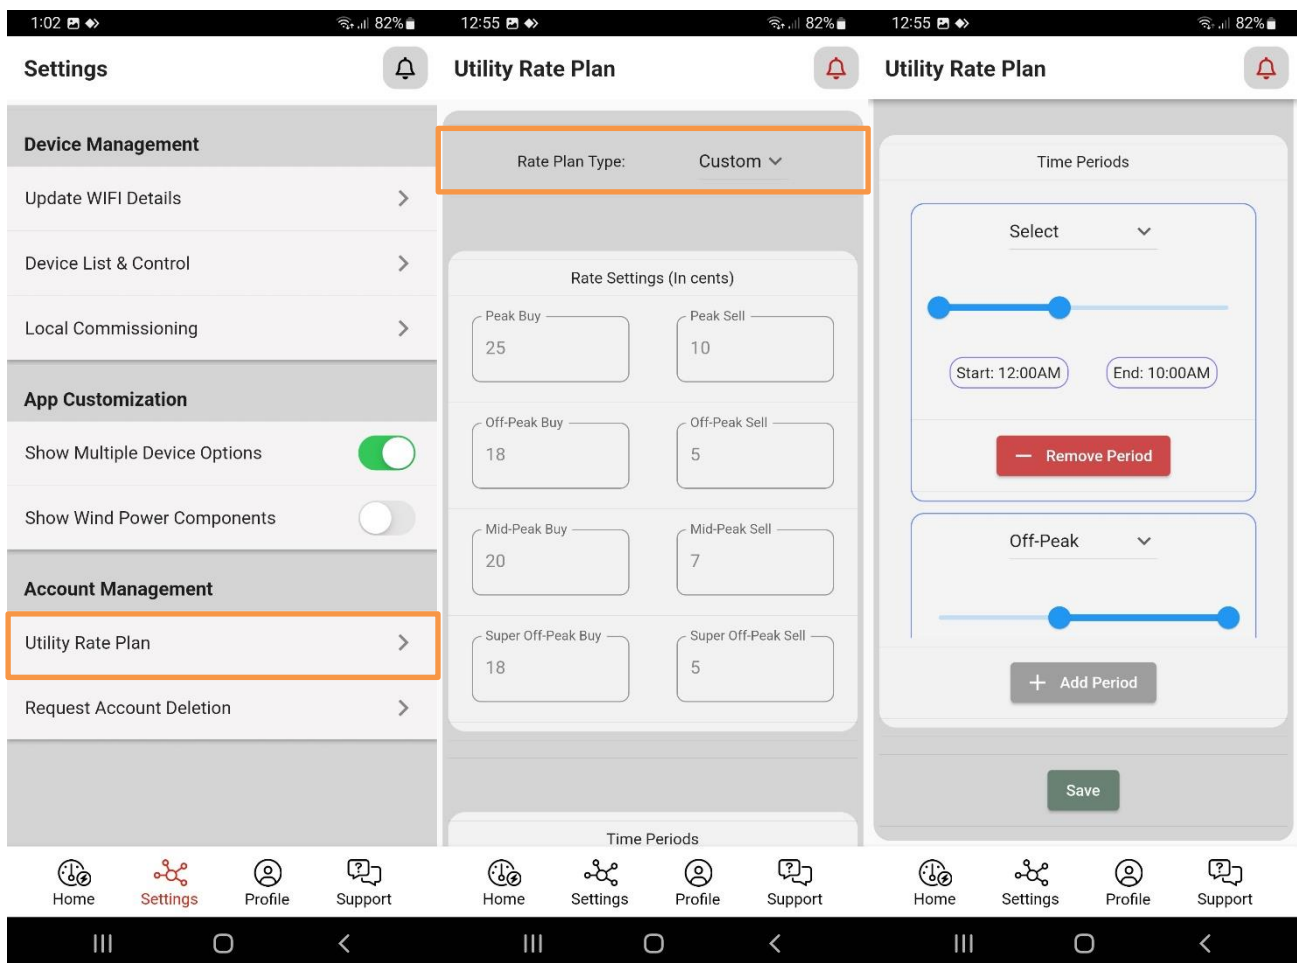 1:02
82%
Settings
Device Management
Update WIFI Details
Device List & Control
Local Commissioning
App Customization
Show Multiple Device Options
Show Wind Power Components
Account Management
Utility Rate Plan
Request Account Deletion
Home Settings Profile Support
12:55
82%
Utility Rate Plan
Rate Plan Type: Custom
Rate Settings (In cents)
Peak Buy Peak Sell
25 10
Off-Peak Buy Off-Peak Sell
18 5
Mid-Peak Buy Mid-Peak Sell
20 7
Super Off-Peak Buy Super Off-Peak Sell
18 5
Time Periods
Home Settings Profile Support
12:55
82%
Utility Rate Plan
Time Periods
Select
Start: 12:00AM End: 10:00AM
Remove Period
Off-Peak
Add Period
Save
Home Settings Profile Support